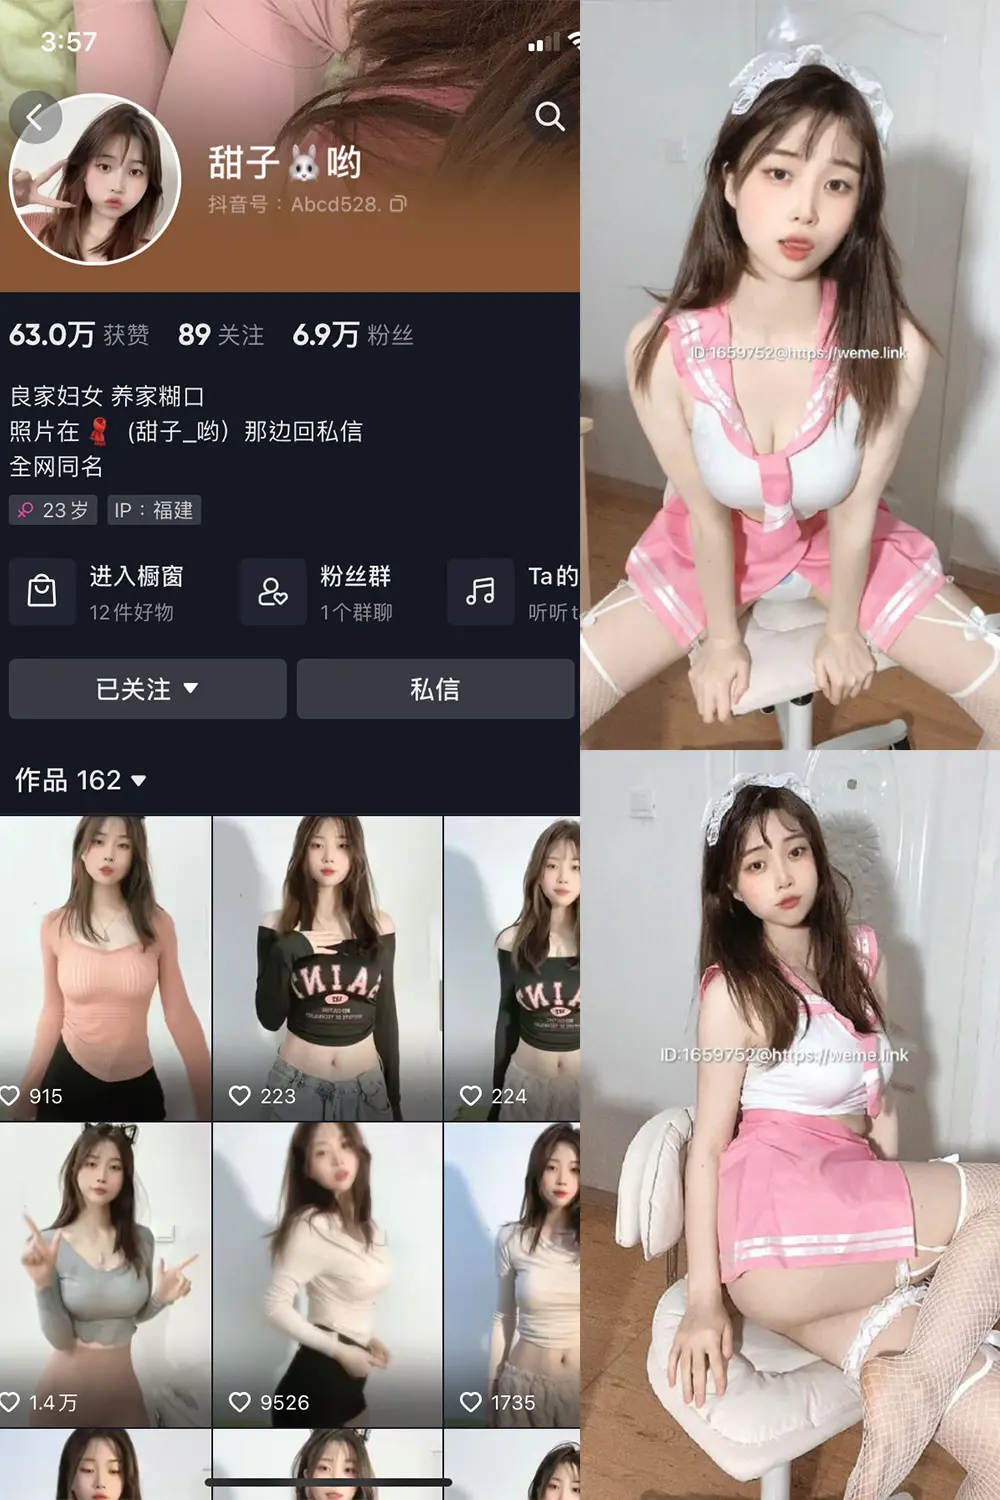 3:57
甜子🐰哟
抖音号：Abcd528.
63.0万 获赞 89 关注 6.9万 粉丝
良家妇女 养家糊口
照片在🧣（甜子_哟）那边回私信
全网同名
23岁 IP：福建
进入橱窗
12件好物
粉丝群
1个群聊
Ta的
听听t
已关注
私信
作品 162
915
223
224
1.4万
9526
1735
ID:1659752@https://weme.link
ID:1659752@https://weme.link